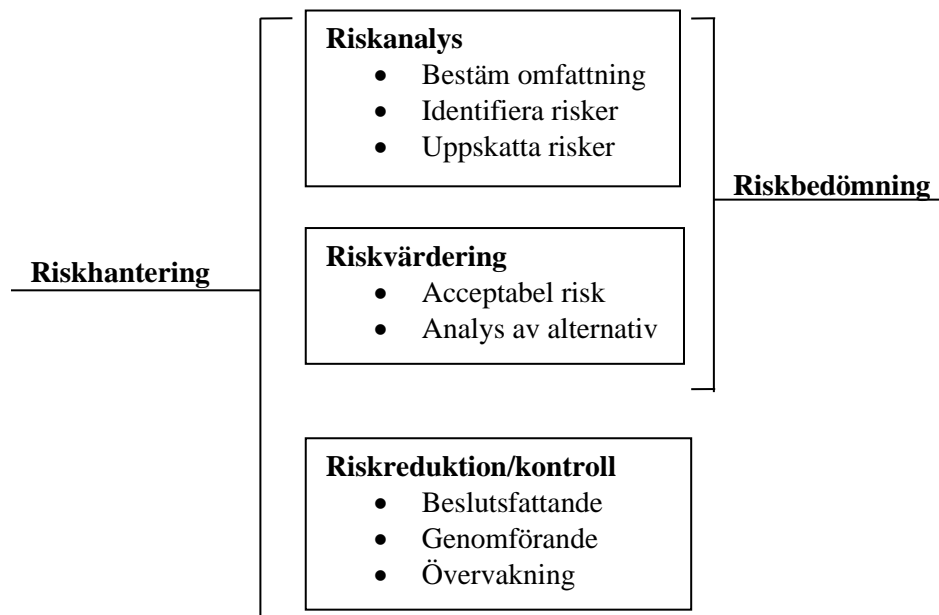 Riskanalys
• Bestäm omfattning
• Identifiera risker
• Uppskatta risker
Riskbedömning
Riskvärdering
Riskhantering
• Acceptabel risk
• Analys av alternativ
Riskreduktion/kontroll
• Beslutsfattande
• Genomförande
• Övervakning